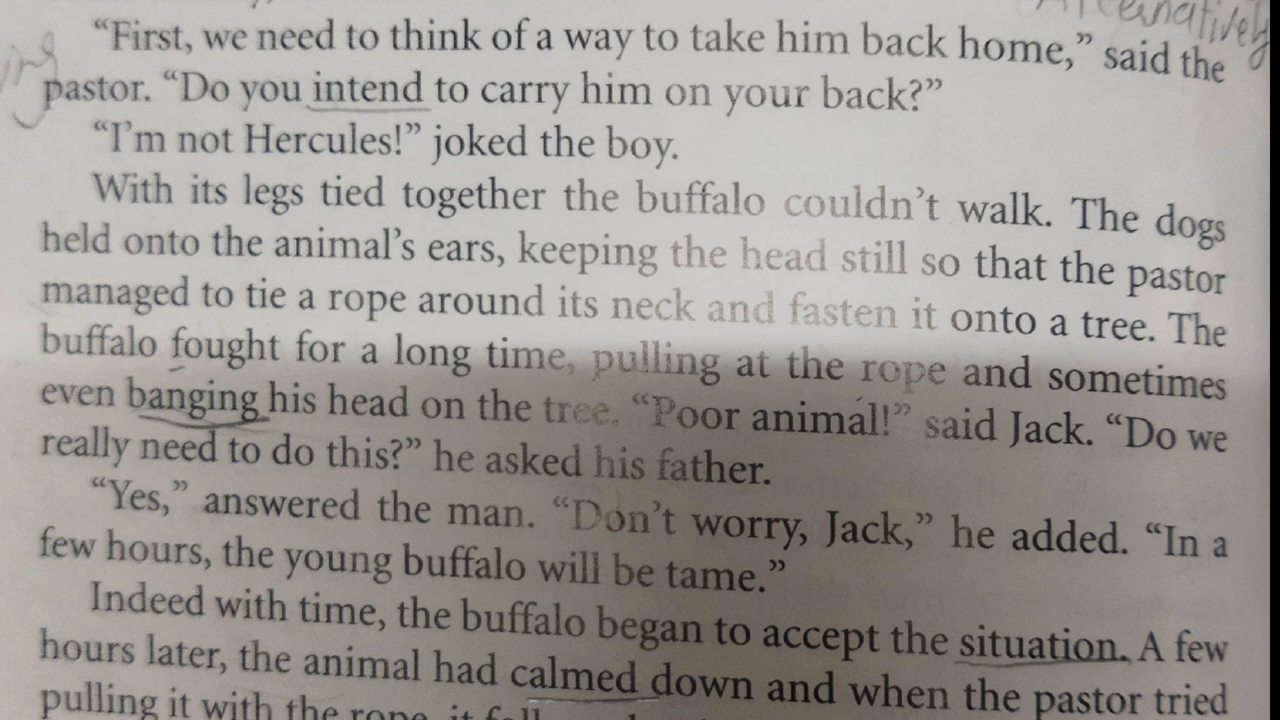 Alternatively
“First, we need to think of a way to take him back home,” said the
pastor. “Do you intend to carry him on your back?”
“I’m not Hercules!” joked the boy.
With its legs tied together the buffalo couldn’t walk. The dogs
held onto the animal’s ears, keeping the head still so that the pastor
managed to tie a rope around its neck and fasten it onto a tree. The
buffalo fought for a long time, pulling at the rope and sometimes
even banging his head on the tree. “Poor animal!” said Jack. “Do we
really need to do this?” he asked his father.
“Yes,” answered the man. “Don’t worry, Jack,” he added. “In a
few hours, the young buffalo will be tame.”
Indeed with time, the buffalo began to accept the situation. A few
hours later, the animal had calmed down and when the pastor tried
pulling it with the rope, it